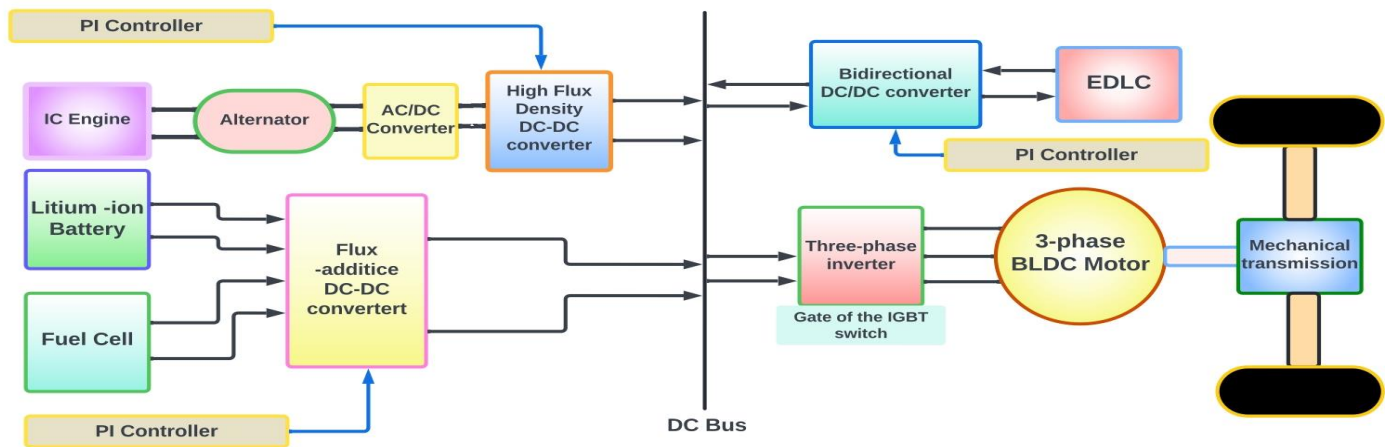 PI Controller
IC Engine
Alternator
AC/DC
Converter
High Flux
Density
DC-DC
converter
Bidirectional
DC/DC converter
EDLC
PI Controller
Litium -ion
Battery
Flux
-additice
DC-DC
convertert
Fuel Cell
PI Controller
DC Bus
Three-phase
inverter
Gate of the IGBT
switch
3-phase
BLDC Motor
Mechanical
transmission